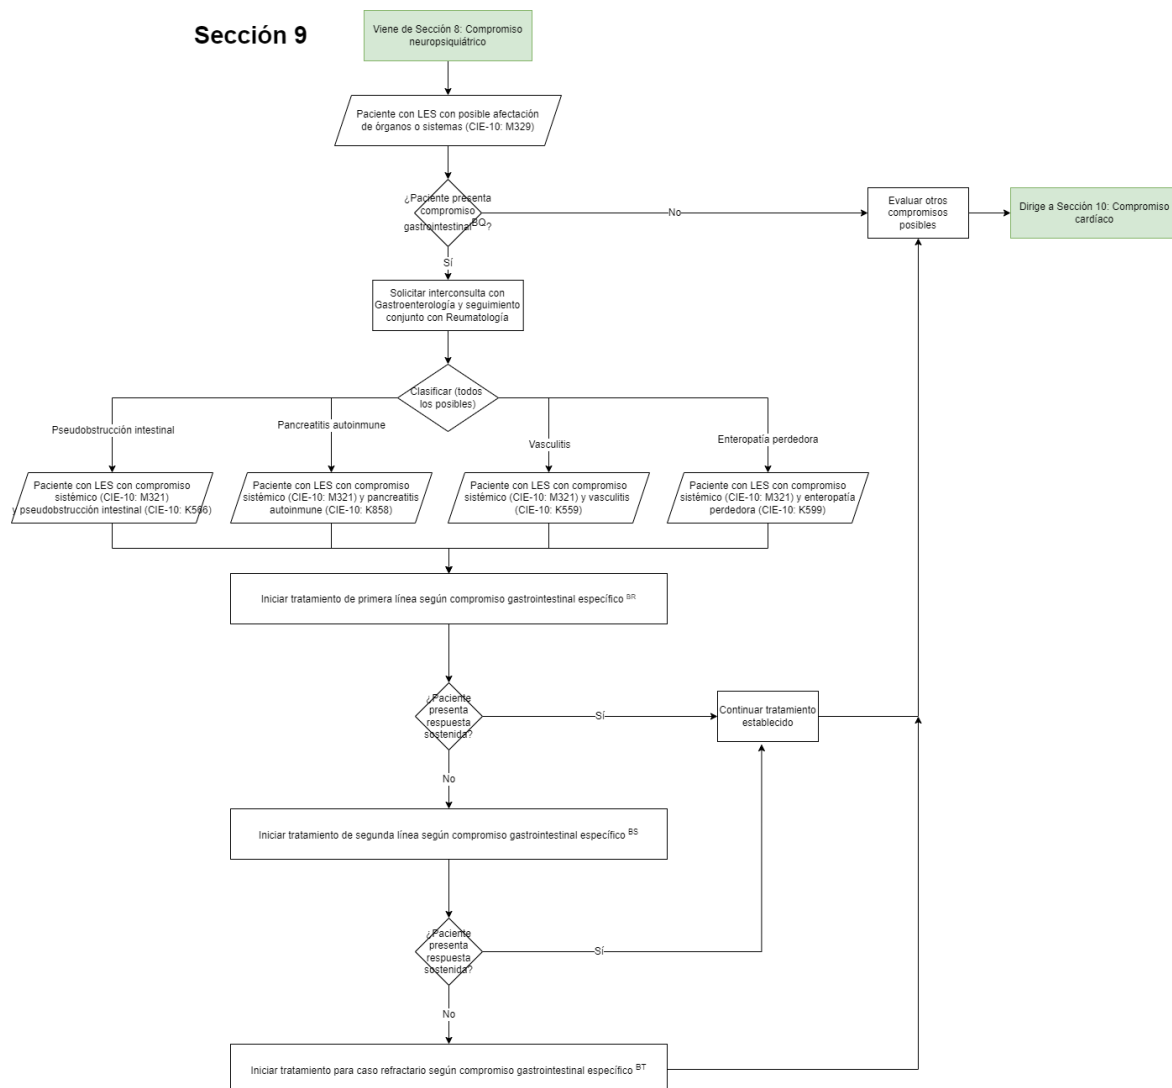 Sección 9
Viene de Sección 8: Compromiso
neuropsiquiátrico
Paciente con LES con posible afectación
de órganos o sistemas (CIE-10: M329)
¿Paciente presenta
compromiso
gastrointestinal BQ?
No
Evaluar otros
compromisos
posibles
Dirige a Sección 10: Compromiso
cardíaco
Sí
Solicitar interconsulta con
Gastroenterología y seguimiento
conjunto con Reumatología
Clasificar (todos
los posibles)
Pseudobstrucción intestinal
Pancreatitis autoinmune
Vasculitis
Enteropatía perdedora
Paciente con LES con compromiso
sistémico (CIE-10: M321)
y pseudobstrucción intestinal (CIE-10: K566)
Paciente con LES con compromiso
sistémico (CIE-10: M321) y pancreatitis
autoinmune (CIE-10: K858)
Paciente con LES con compromiso
sistémico (CIE-10: M321) y vasculitis
(CIE-10: K559)
Paciente con LES con compromiso
sistémico (CIE-10: M321) y enteropatía
perdedora (CIE-10: K599)
Iniciar tratamiento de primera línea según compromiso gastrointestinal específico BR
¿Paciente
presenta
respuesta
sostenida?
Sí
Continuar tratamiento
establecido
No
Iniciar tratamiento de segunda línea según compromiso gastrointestinal específico BS
¿Paciente
presenta
respuesta
sostenida?
Sí
No
Iniciar tratamiento para caso refractario según compromiso gastrointestinal específico BT